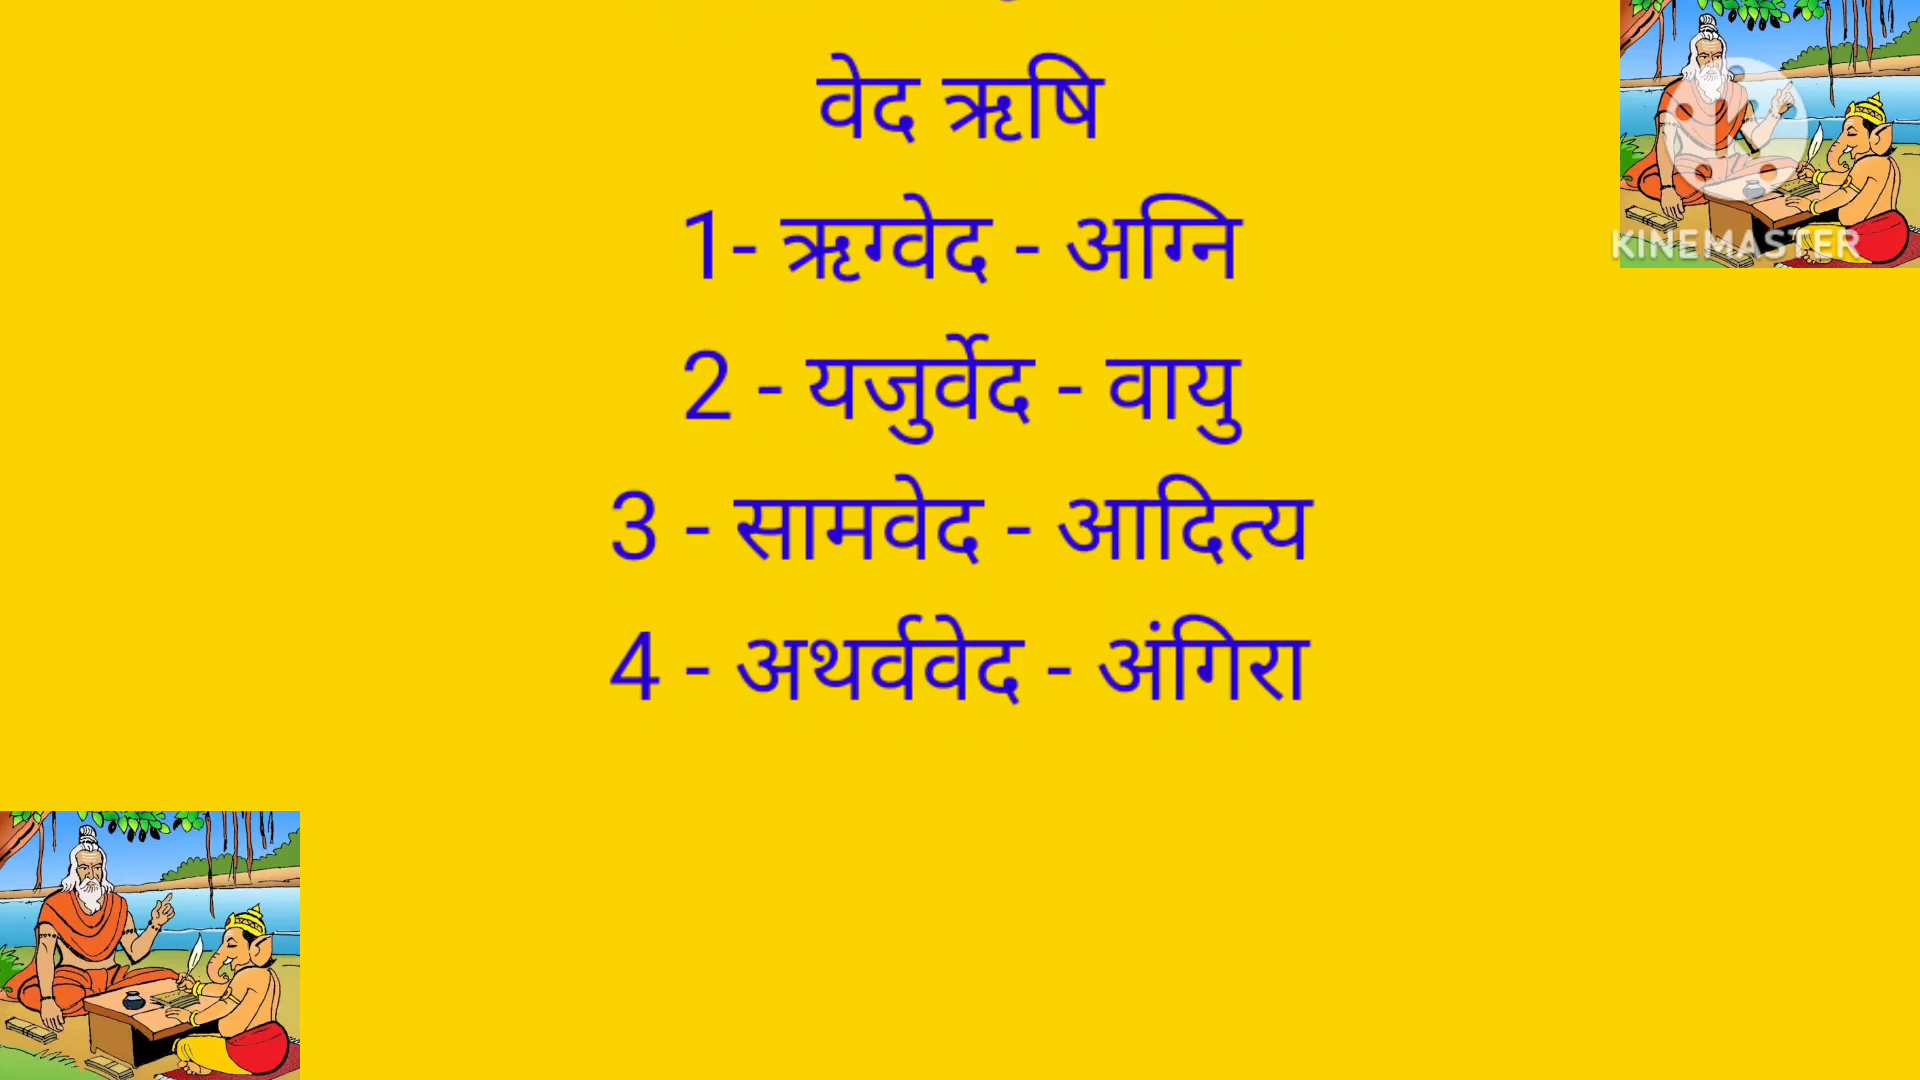 वेद ऋषि
1- ऋग्वेद - अग्नि
2 - यजुर्वेद - वायु
3 - सामवेद - आदित्य
4 - अथर्ववेद - अंगिरा
KINEMASTER